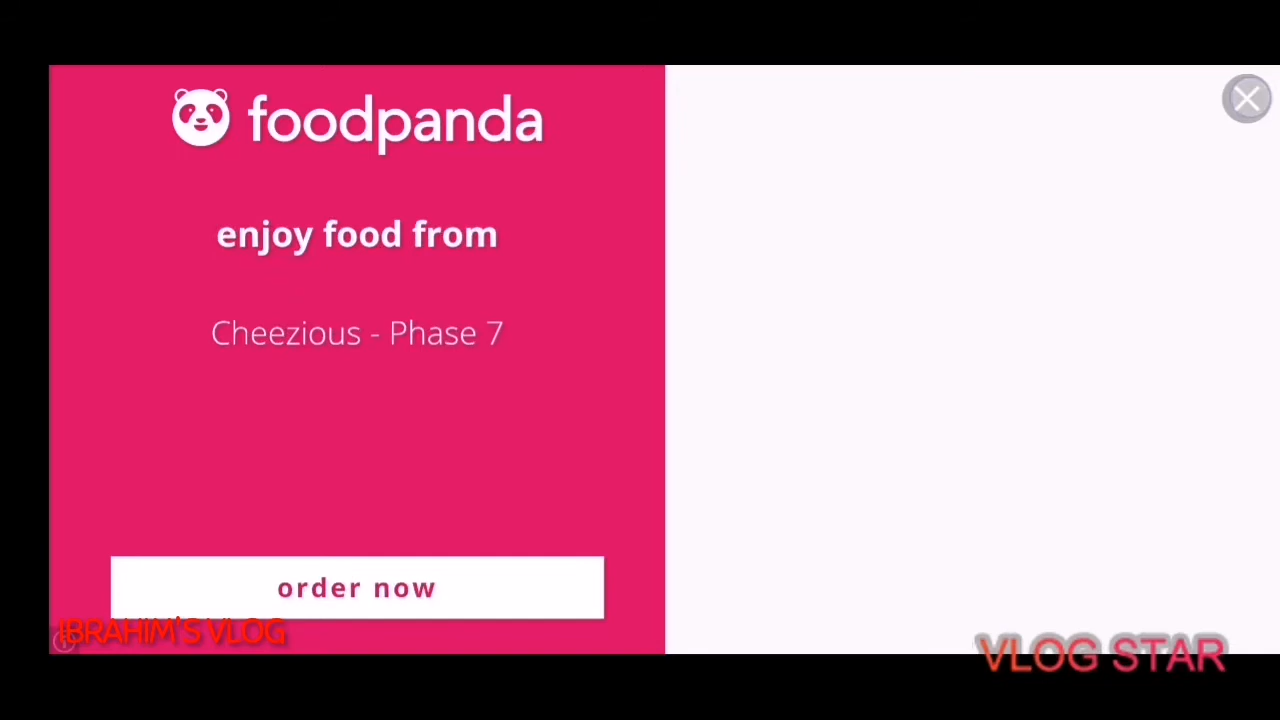 foodpanda
enjoy food from
Cheezious - Phase 7
order now
IBRAHIM'S VLOG
VLOG STAR